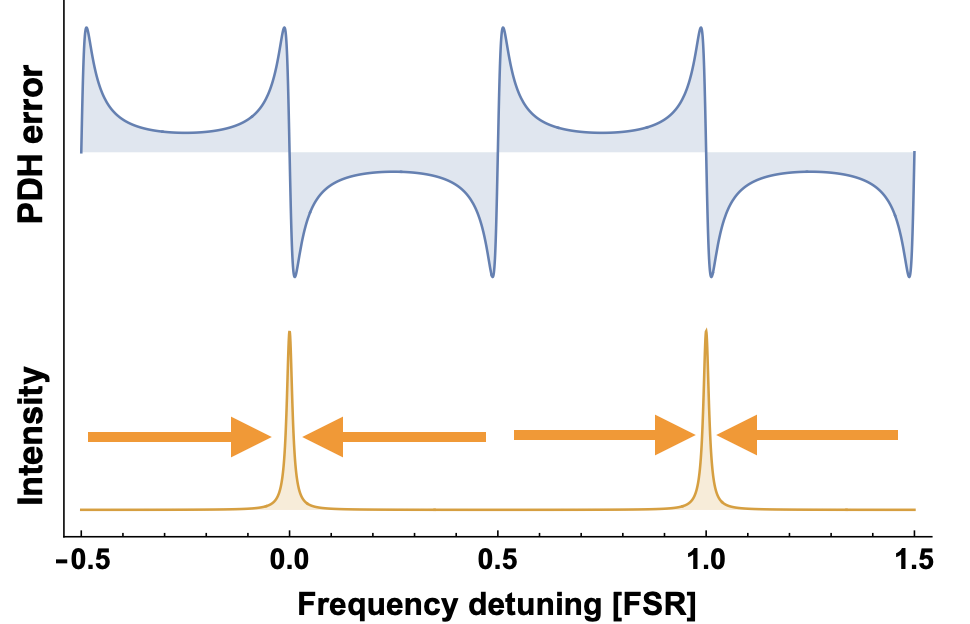 PDH error
Intensity
−0.5 0.0 0.5 1.0 1.5
Frequency detuning [FSR]